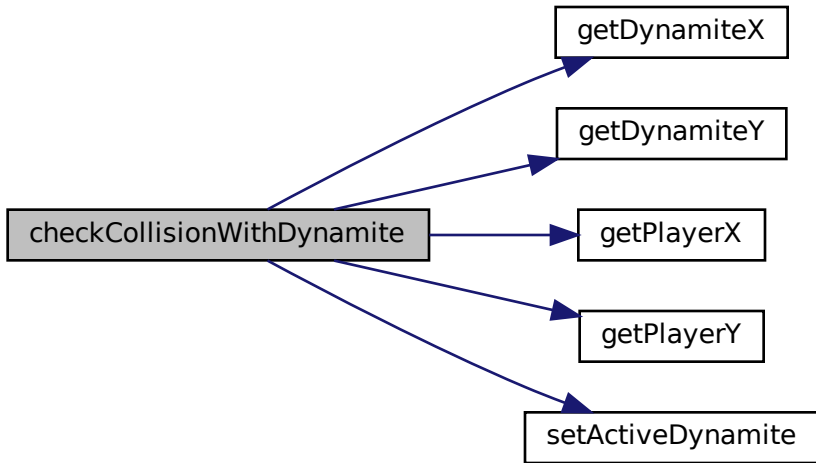 getDynamiteX
getDynamiteY
checkCollisionWithDynamite
getPlayerX
getPlayerY
setActiveDynamite